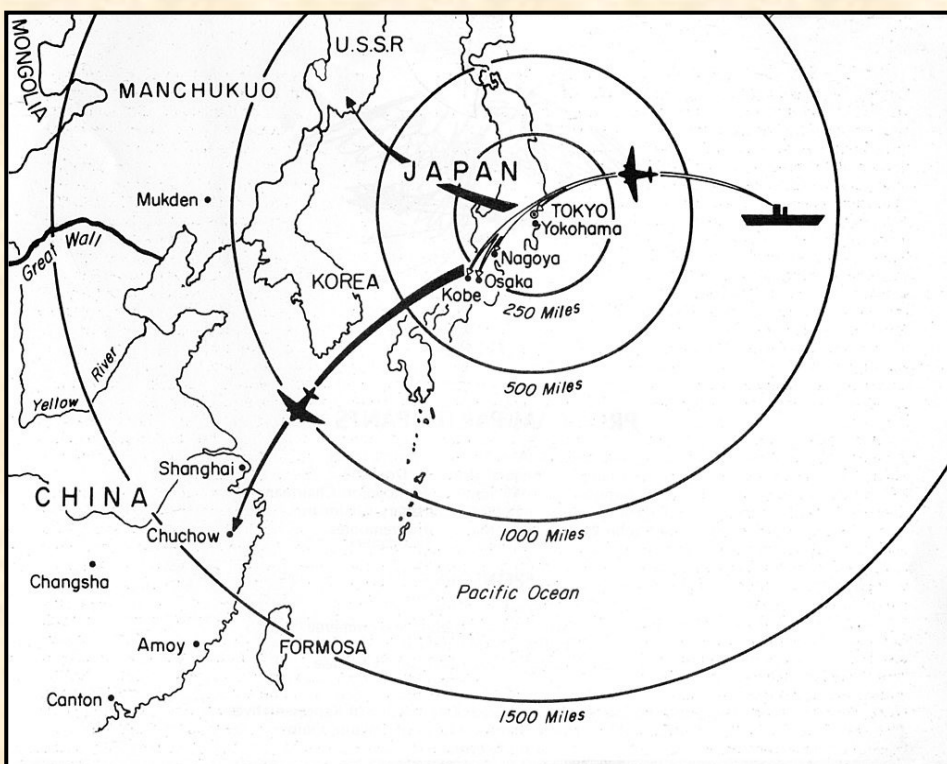 MONGOLIA
U.S.S.R
MANCHUKUO
JAPAN
Mukden
TOKYO
Yokohama
Great Wall
Nagoya
KOREA
Kobe
Osaka
250 Miles
River
500 Miles
Yellow
Shanghai
CHINA
Chuchow
1000 Miles
Changsha
Pacific Ocean
Amoy
FORMOSA
Canton
1500 Miles